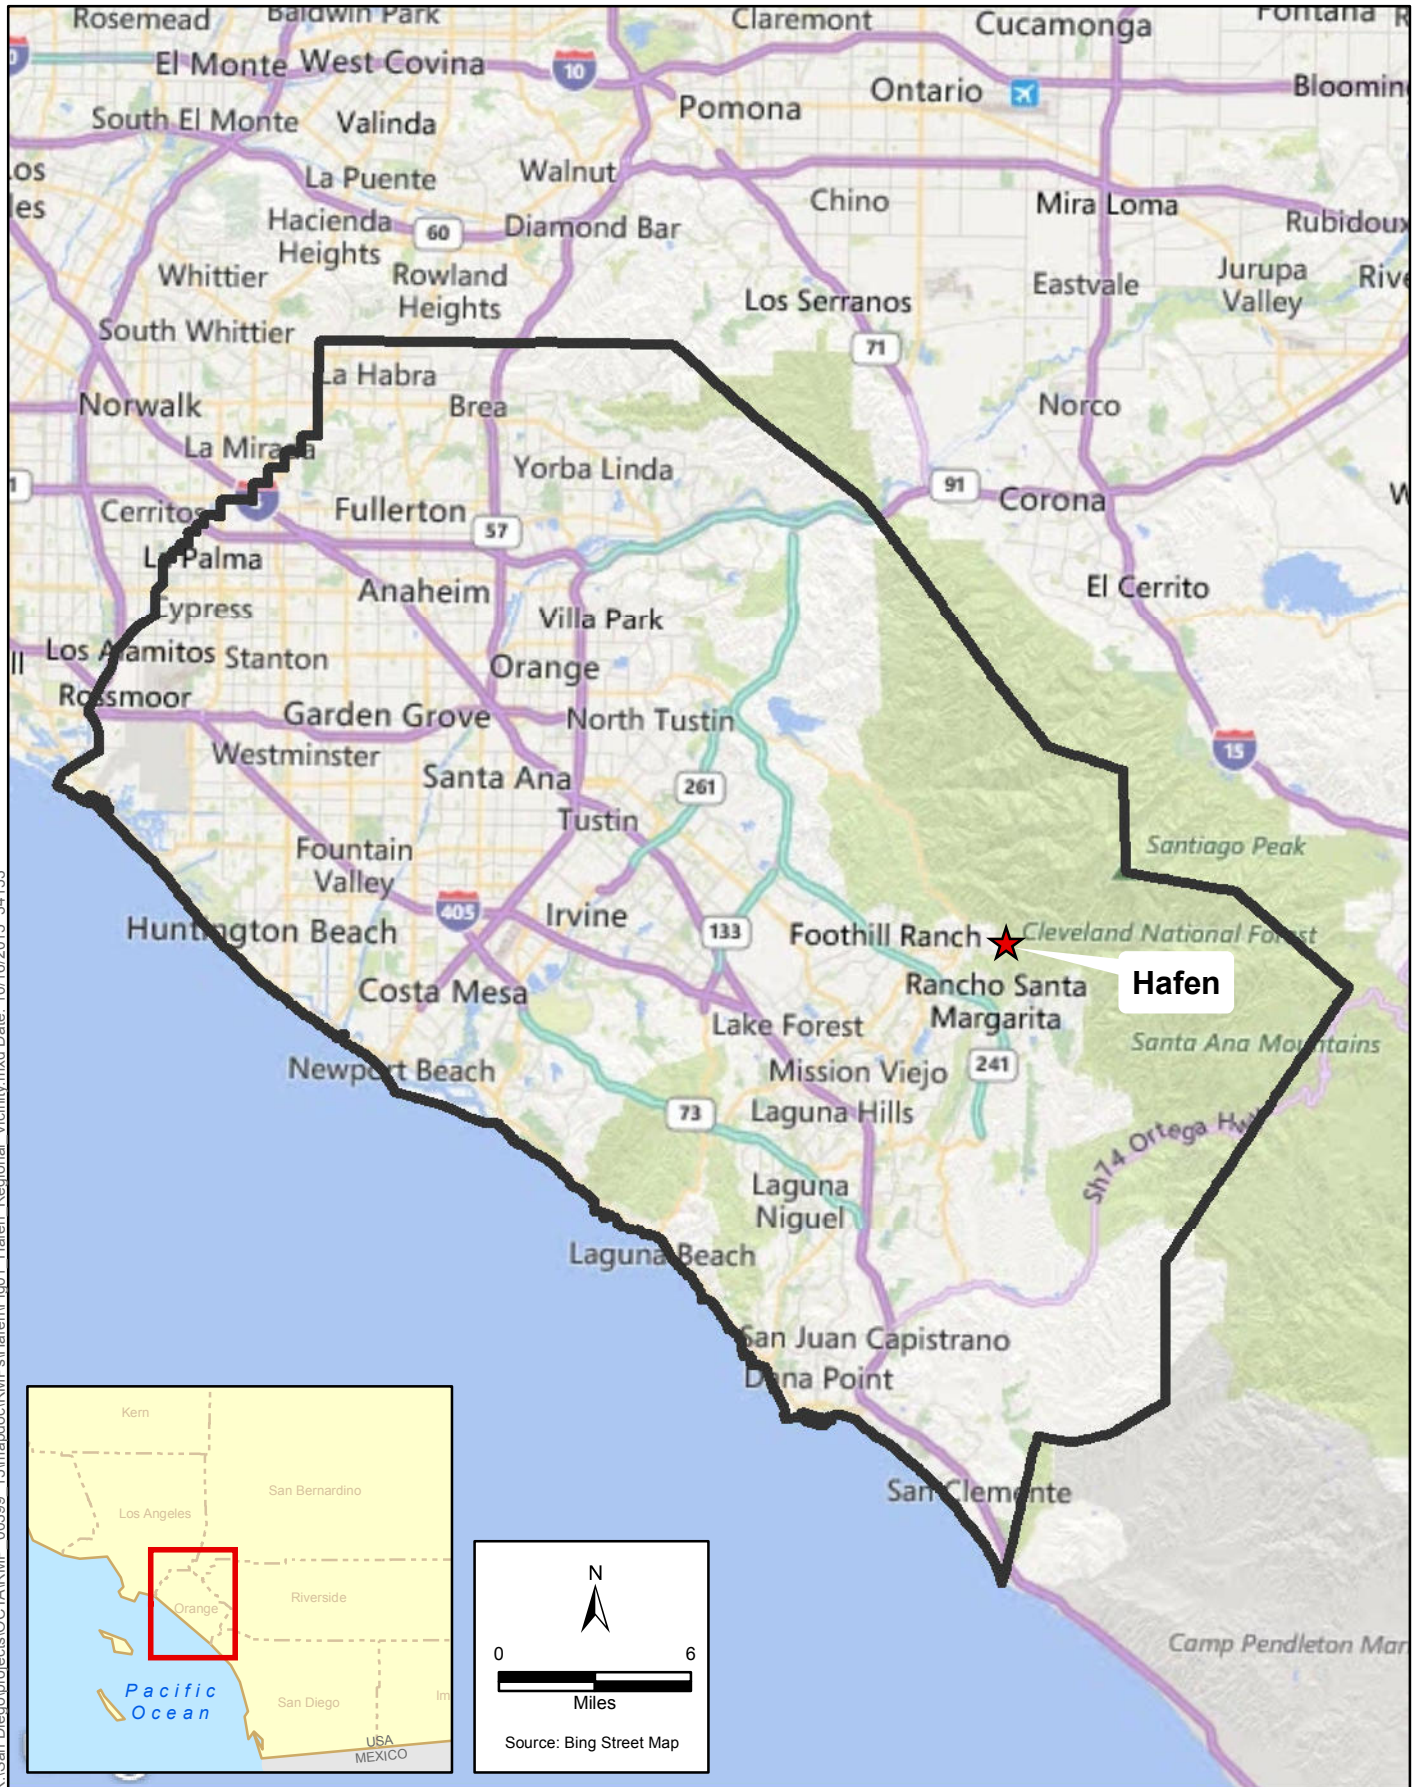 Rosemead
Baldwin Park
Claremont
Cucamonga
Fontana
El Monte
West Covina
10
Ontario
Pomona
South El Monte
Valinda
La Puente
Walnut
Chino
Mira Loma
Rubidoux
Hacienda
Heights
60
Diamond Bar
Whittier
Rowland
Heights
Eastvale
Jurupa
Valley
Los Serranos
South Whittier
71
La Habra
Norwalk
Brea
Norco
La Mirada
Yorba Linda
91
Corona
Cerritos
5
Fullerton
57
La Palma
Anaheim
El Cerrito
Cypress
Villa Park
Los Alamitos
Stanton
Orange
Rossmoor
Garden Grove
North Tustin
Westminster
15
Santa Ana
261
Tustin
Santiago Peak
Fountain
Valley
405
Irvine
Huntington Beach
133
Foothill Ranch
Cleveland National Forest
Hafen
Costa Mesa
Rancho Santa
Margarita
Lake Forest
Santa Ana Mountains
Newport Beach
Mission Viejo
241
73
Laguna Hills
Sh74 Ortega Hwy
Laguna
Niguel
Laguna Beach
San Juan Capistrano
Dana Point
San Clemente
Camp Pendleton Mar
Kern
San Bernardino
Los Angeles
Orange
Riverside
Pacific
Ocean
San Diego
Im
USA
MEXICO
N
0 6
Miles
Source: Bing Street Map